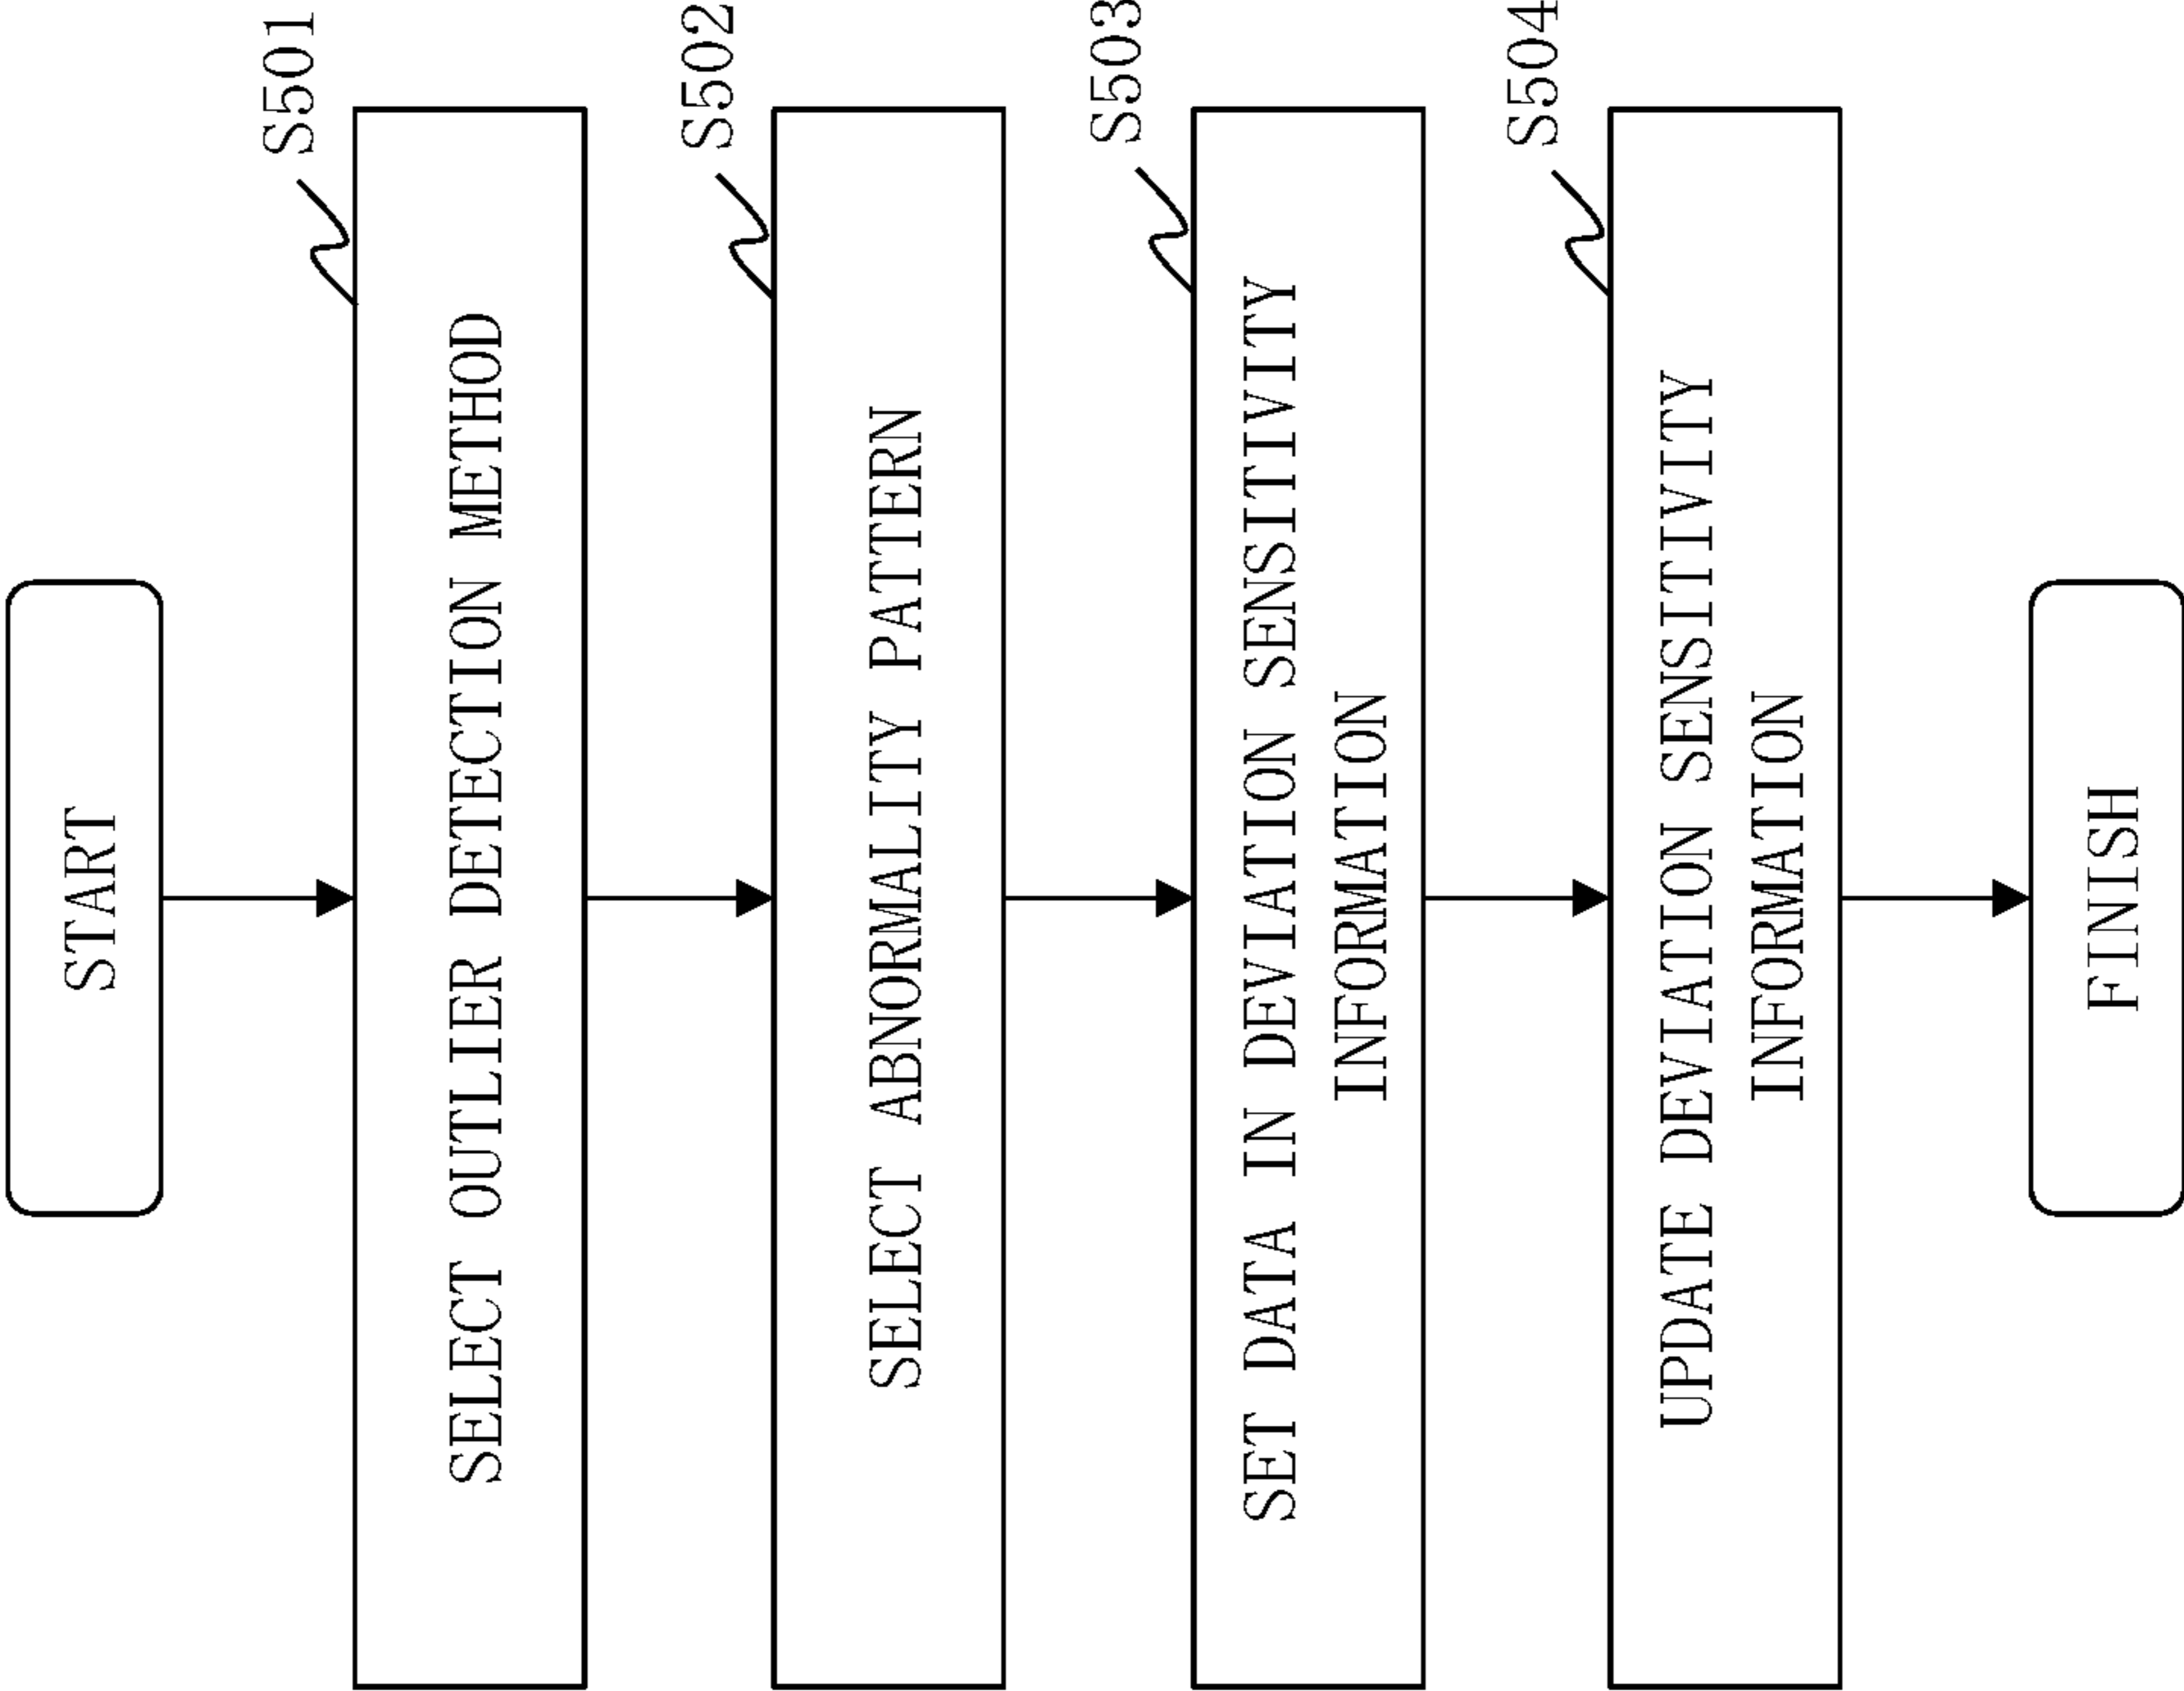 START
S501
SELECT OUTLIER DETECTION METHOD
S502
SELECT ABNORMALITY PATTERN
S503
SET DATA IN DEVIATION SENSITIVITY
INFORMATION
S504
UPDATE DEVIATION SENSITIVITY
INFORMATION
FINISH